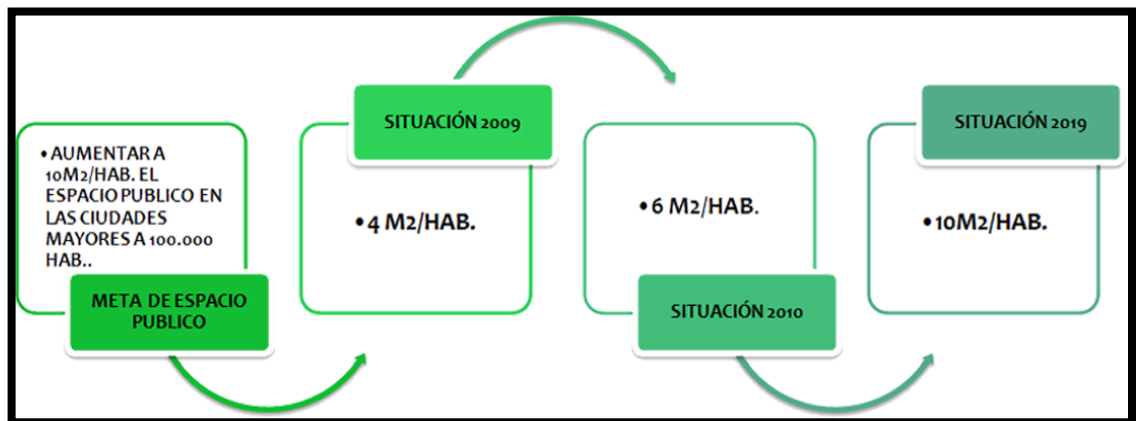 • AUMENTAR A
10M2/HAB. EL
ESPACIO PUBLICO EN
LAS CIUDADES
MAYORES A 100.000
HAB..
META DE ESPACIO
PUBLICO
SITUACIÓN 2009
• 4 M2/HAB.
• 6 M2/HAB.
SITUACIÓN 2010
SITUACIÓN 2019
• 10M2/HAB.